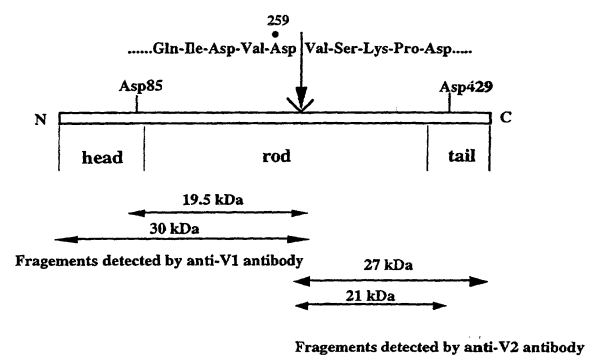 259
......Gln-Ile-Asp-Val-Asp Val-Ser-Lys-Pro-Asp.....
Asp85 Asp429
N C
head rod tail
19.5 kDa
30 kDa
Fragements detected by anti-V1 antibody
27 kDa
21 kDa
Fragements detected by anti-V2 antibody